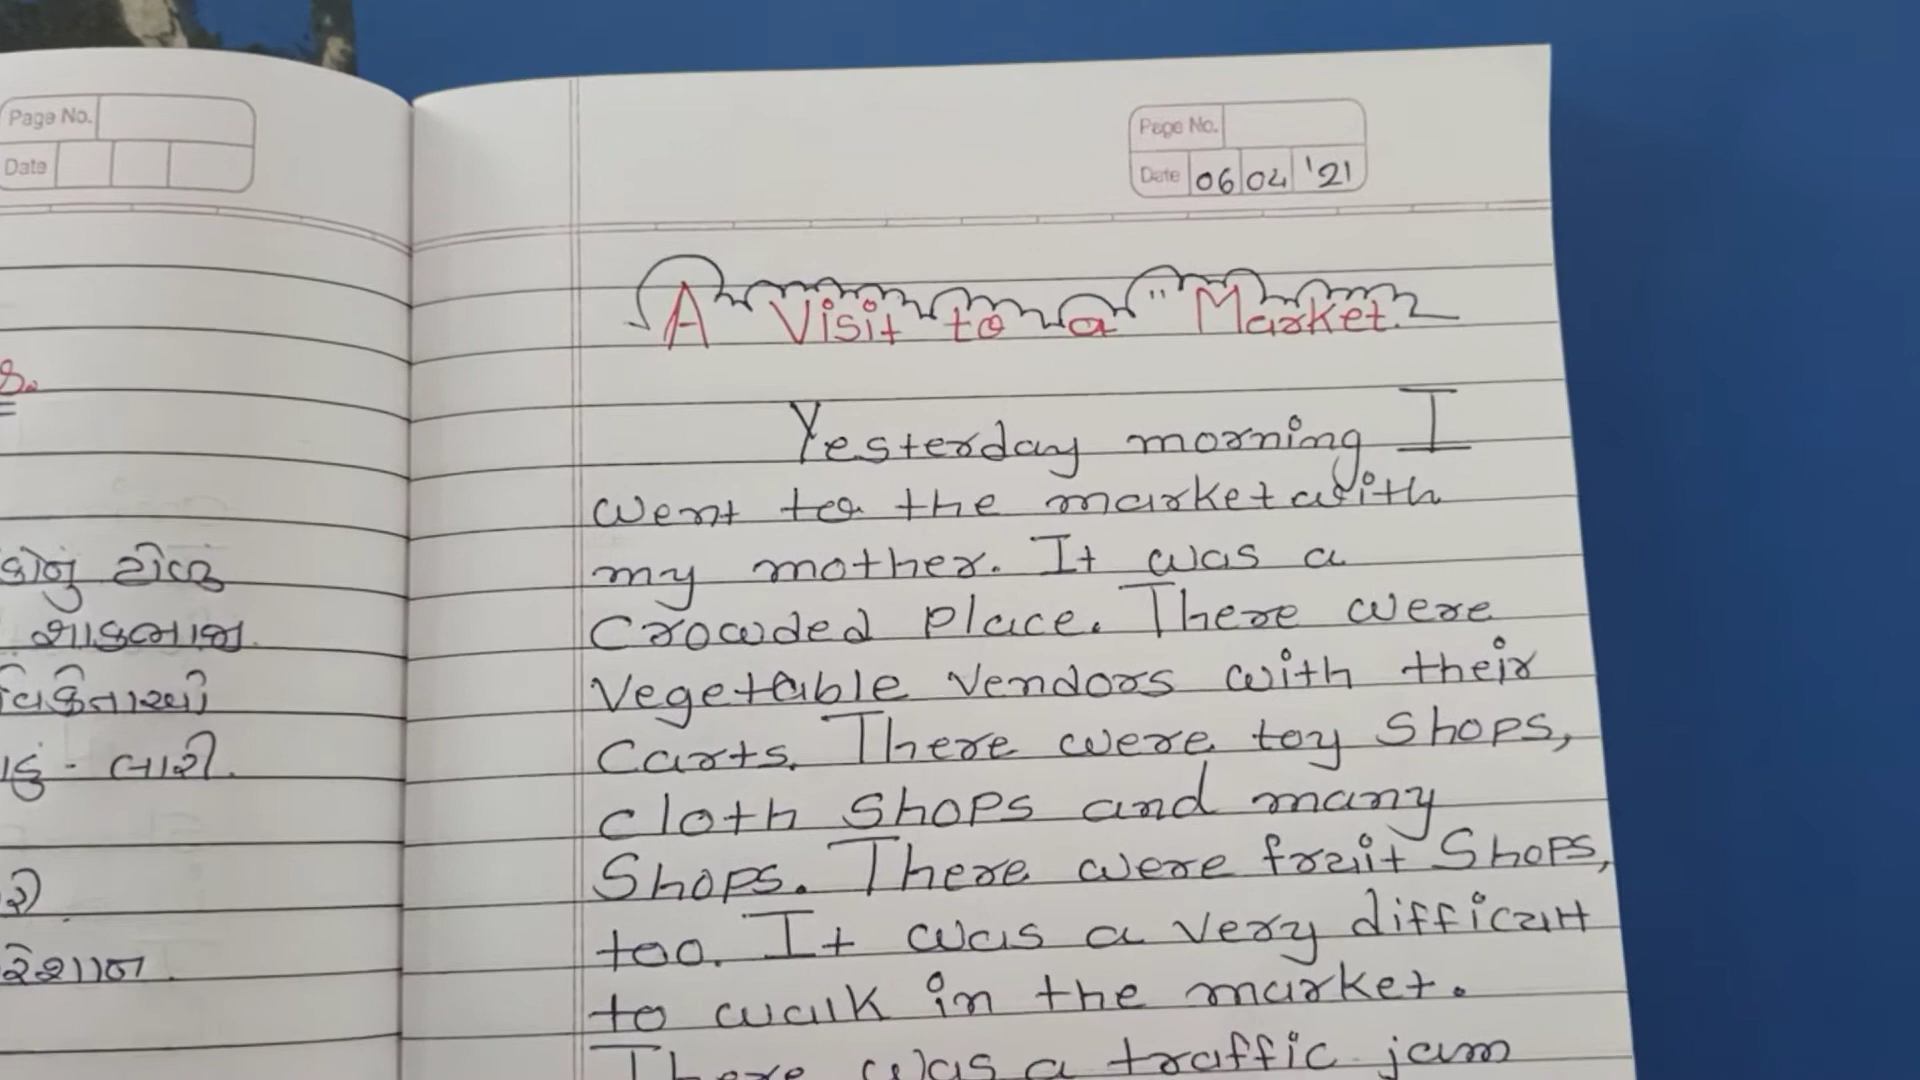 Page No.
Date
ડ.
કોનું ટોળું
શાકભાજી
વિક્રેતાઓ
લારી.
Page No.
Date 06 04 '21
A Visit to a "Market.
Yesterday morning I
went to the market with
my mother. It was a
Crowded Place. There were
Vegetable Vendors with their
Carts. There were toy Shops,
cloth Shops and many
Shops. There were fruit Shops,
too. It was a very difficult
to walk in the market.
There was a traffic jam